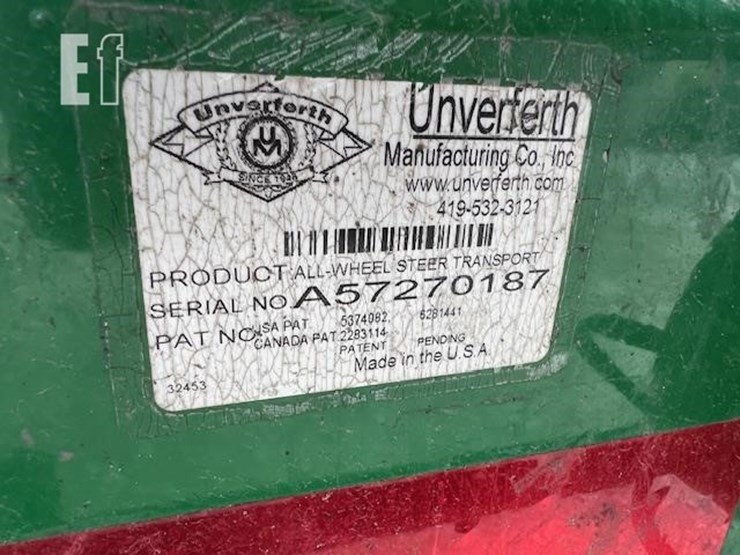 Ef
Unverferth
UM
SINCE 1948
Unverferth
Manufacturing Co., Inc.
www.unverferth.com
419-532-3121
PRODUCT: ALL-WHEEL STEER TRANSPORT
SERIAL NO. A57270187
PAT NO. USA PAT 5374082, 6281441
CANADA PAT. 2283114
PATENT PENDING
Made in the U.S.A.
32453